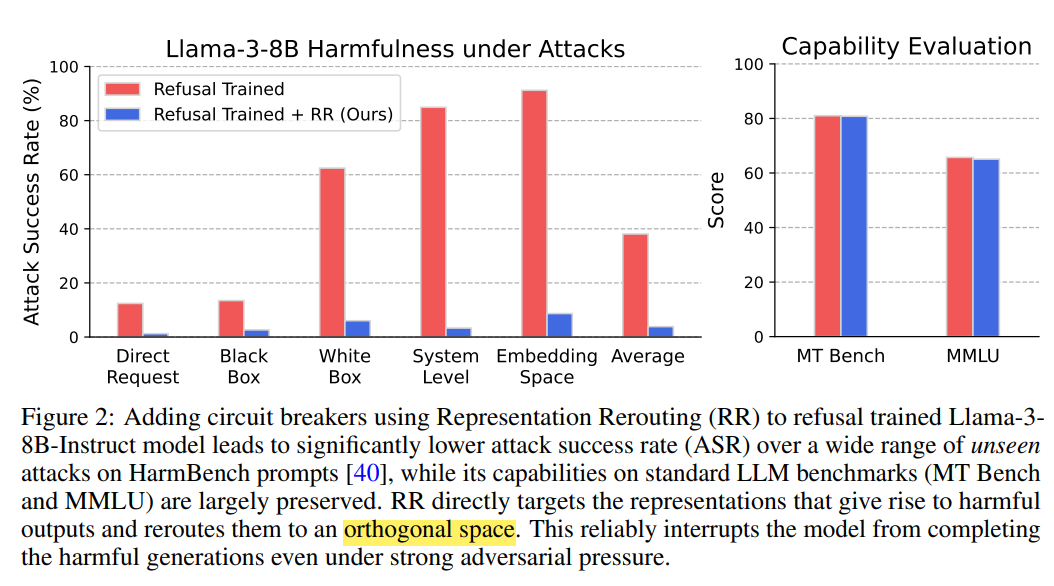 Llama-3-8B Harmfulness under Attacks
Attack Success Rate (%)
100
80
60
40
20
0
Refusal Trained
Refusal Trained + RR (Ours)
Direct
Request
Black
Box
White
Box
System
Level
Embedding
Space
Average
Capability Evaluation
Score
100
80
60
40
20
0
MT Bench
MMLU
Figure 2: Adding circuit breakers using Representation Rerouting (RR) to refusal trained Llama-3-
8B-Instruct model leads to significantly lower attack success rate (ASR) over a wide range of unseen
attacks on HarmBench prompts [40], while its capabilities on standard LLM benchmarks (MT Bench
and MMLU) are largely preserved. RR directly targets the representations that give rise to harmful
outputs and reroutes them to an orthogonal space. This reliably interrupts the model from completing
the harmful generations even under strong adversarial pressure.